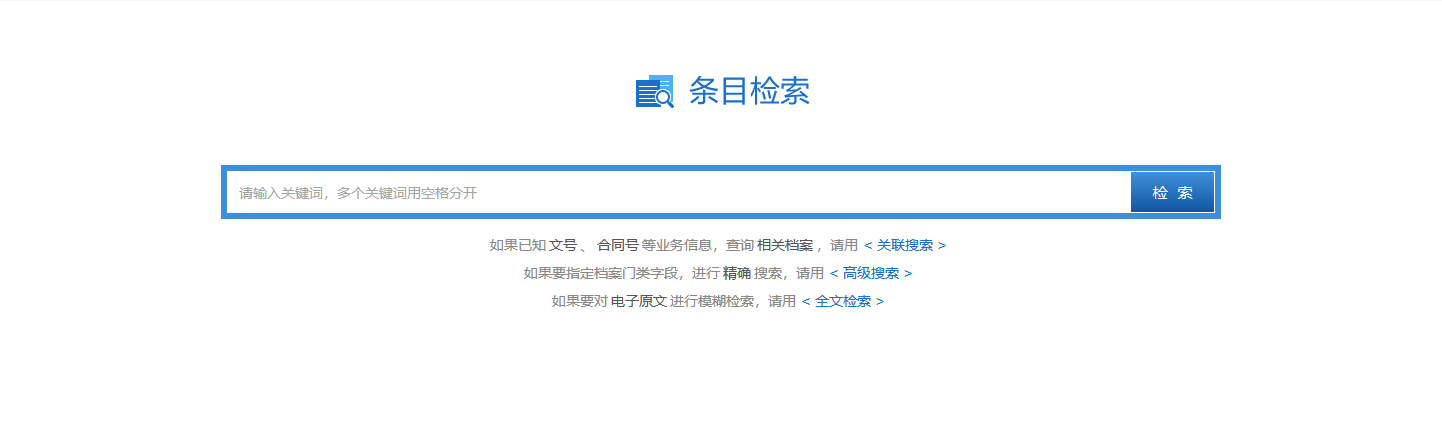 条目检索
请输入关键词，多个关键词用空格分开
检 索
如果已知 文号 、 合同号 等业务信息，查询 相关档案 ，请用 < 关联搜索 >
如果要指定档案门类字段，进行 精确 搜索，请用 < 高级搜索 >
如果要对 电子原文 进行模糊检索，请用 < 全文检索 >